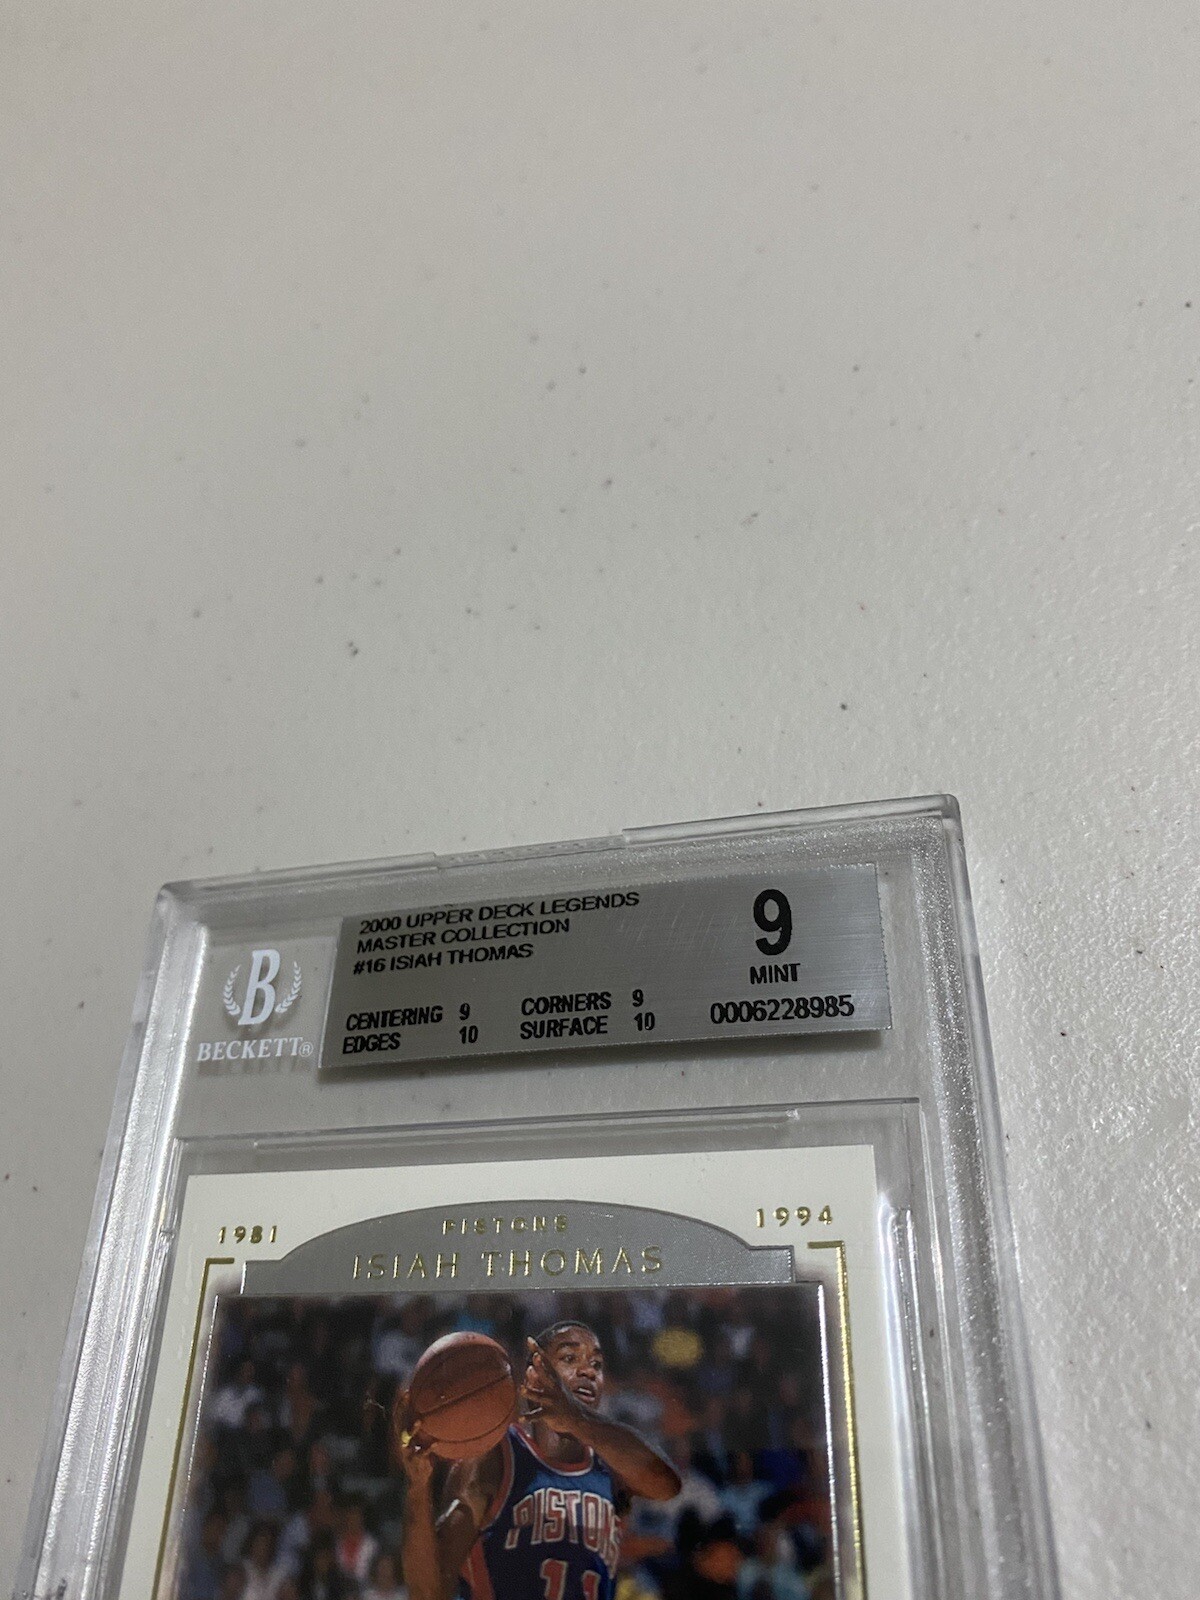 2000 UPPER DECK LEGENDS
MASTER COLLECTION
#16 ISIAH THOMAS
CENTERING 9 CORNERS 9
EDGES 10 SURFACE 10
9
MINT
0006228985
B
BECKETT®
1981 PISTONS 1994
ISIAH THOMAS
PISTONS
11